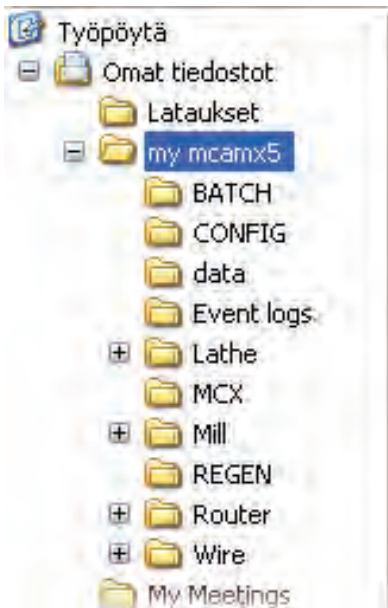 Työpöytä
Omat tiedostot
Lataukset
my mcamx5
BATCH
CONFIG
data
Event logs
Lathe
MCX
Mill
REGEN
Router
Wire
My Meetings